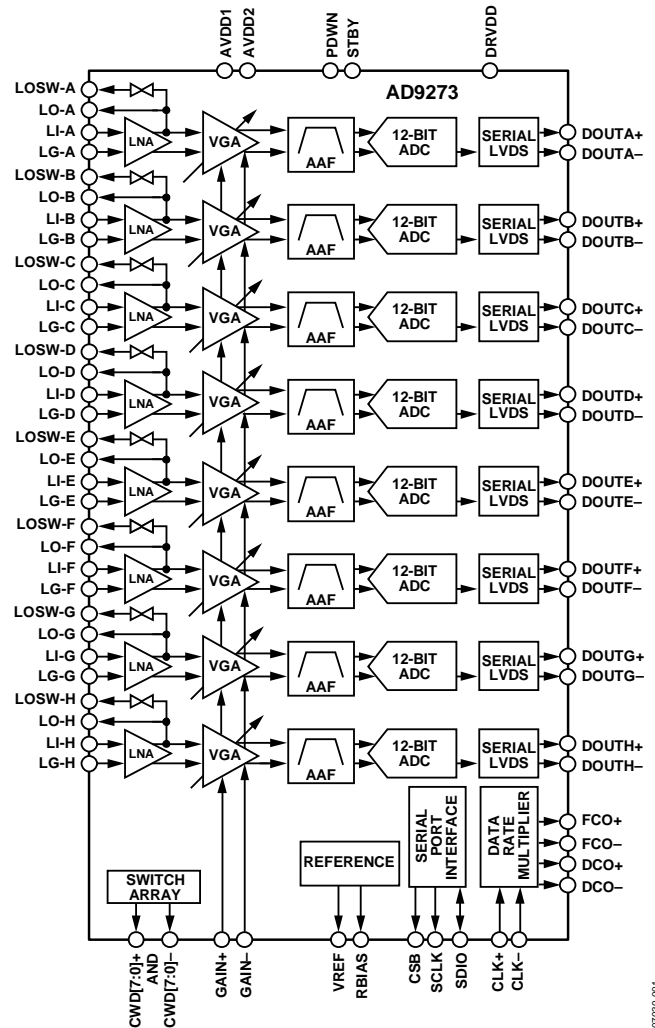 AVDD1
AVDD2
PDWN
STBY
DRVDD
AD9273
LOSW-A
LO-A
LI-A
LG-A
LNA
VGA
AAF
12-BIT
ADC
SERIAL
LVDS
DOUTA+
DOUTA–
LOSW-B
LO-B
LI-B
LG-B
LNA
VGA
AAF
12-BIT
ADC
SERIAL
LVDS
DOUTB+
DOUTB–
LOSW-C
LO-C
LI-C
LG-C
LNA
VGA
AAF
12-BIT
ADC
SERIAL
LVDS
DOUTC+
DOUTC–
LOSW-D
LO-D
LI-D
LG-D
LNA
VGA
AAF
12-BIT
ADC
SERIAL
LVDS
DOUTD+
DOUTD–
LOSW-E
LO-E
LI-E
LG-E
LNA
VGA
AAF
12-BIT
ADC
SERIAL
LVDS
DOUTE+
DOUTE–
LOSW-F
LO-F
LI-F
LG-F
LNA
VGA
AAF
12-BIT
ADC
SERIAL
LVDS
DOUTF+
DOUTF–
LOSW-G
LO-G
LI-G
LG-G
LNA
VGA
AAF
12-BIT
ADC
SERIAL
LVDS
DOUTG+
DOUTG–
LOSW-H
LO-H
LI-H
LG-H
LNA
VGA
AAF
12-BIT
ADC
SERIAL
LVDS
DOUTH+
DOUTH–
SWITCH
ARRAY
REFERENCE
SERIAL
PORT
INTERFACE
DATA
RATE
MULTIPLIER
FCO+
FCO–
DCO+
DCO–
CWD[7:0]+
AND
CWD[7:0]–
GAIN+
GAIN–
VREF
RBIAS
CSB
SCLK
SDIO
CLK+
CLK–